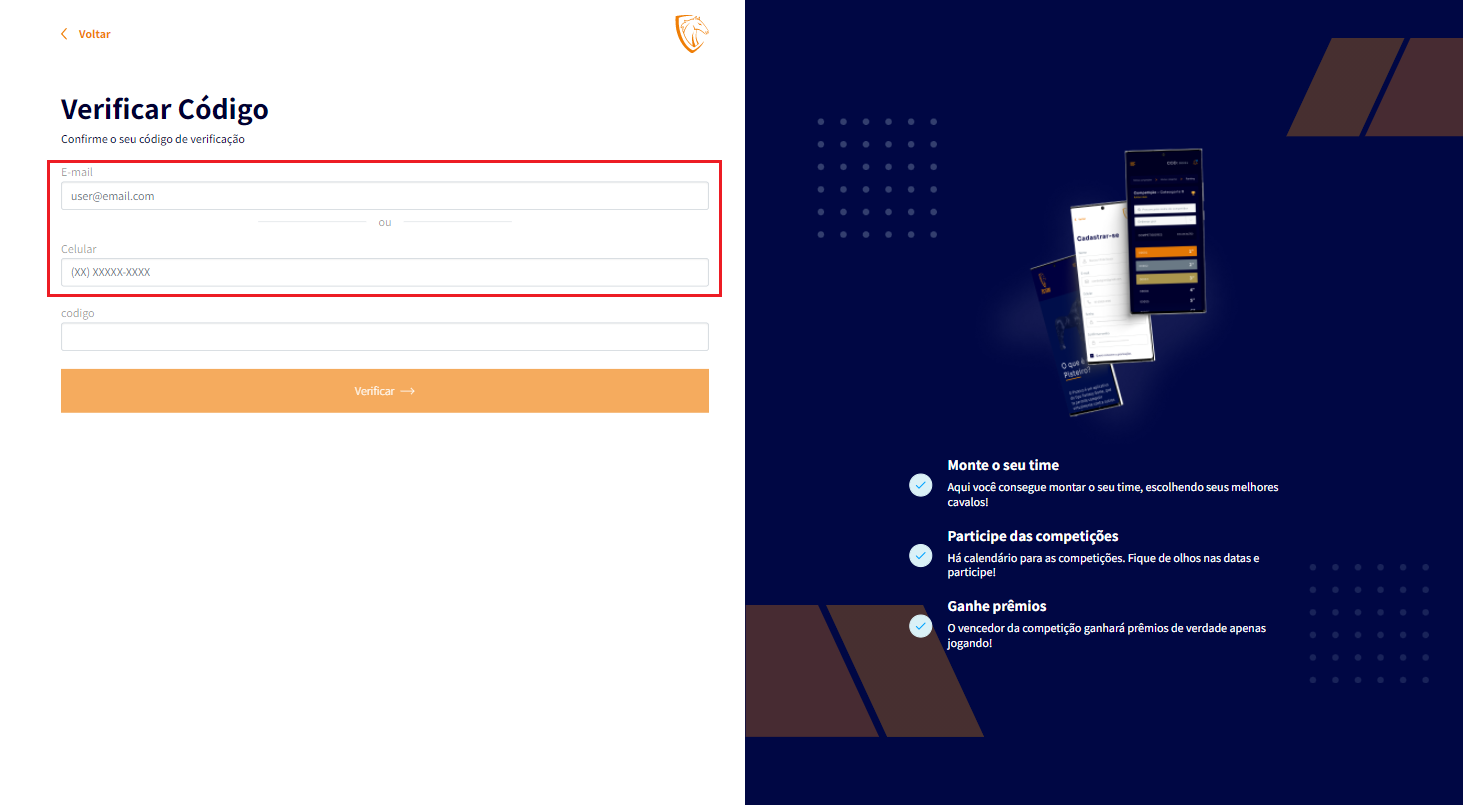 Voltar
Verificar Código
Confirme o seu código de verificação
E-mail
user@email.com
ou
Celular
(XX) XXXXX-XXXX
codigo
Verificar
Cadastrar-se
O que é
Pisteiro?
Monte o seu time
Aqui você consegue montar o seu time, escolhendo seus melhores
cavalos!
Participe das competições
Há calendário para as competições. Fique de olhos nas datas e
participe!
Ganhe prêmios
O vencedor da competição ganhará prêmios de verdade apenas
jogando!